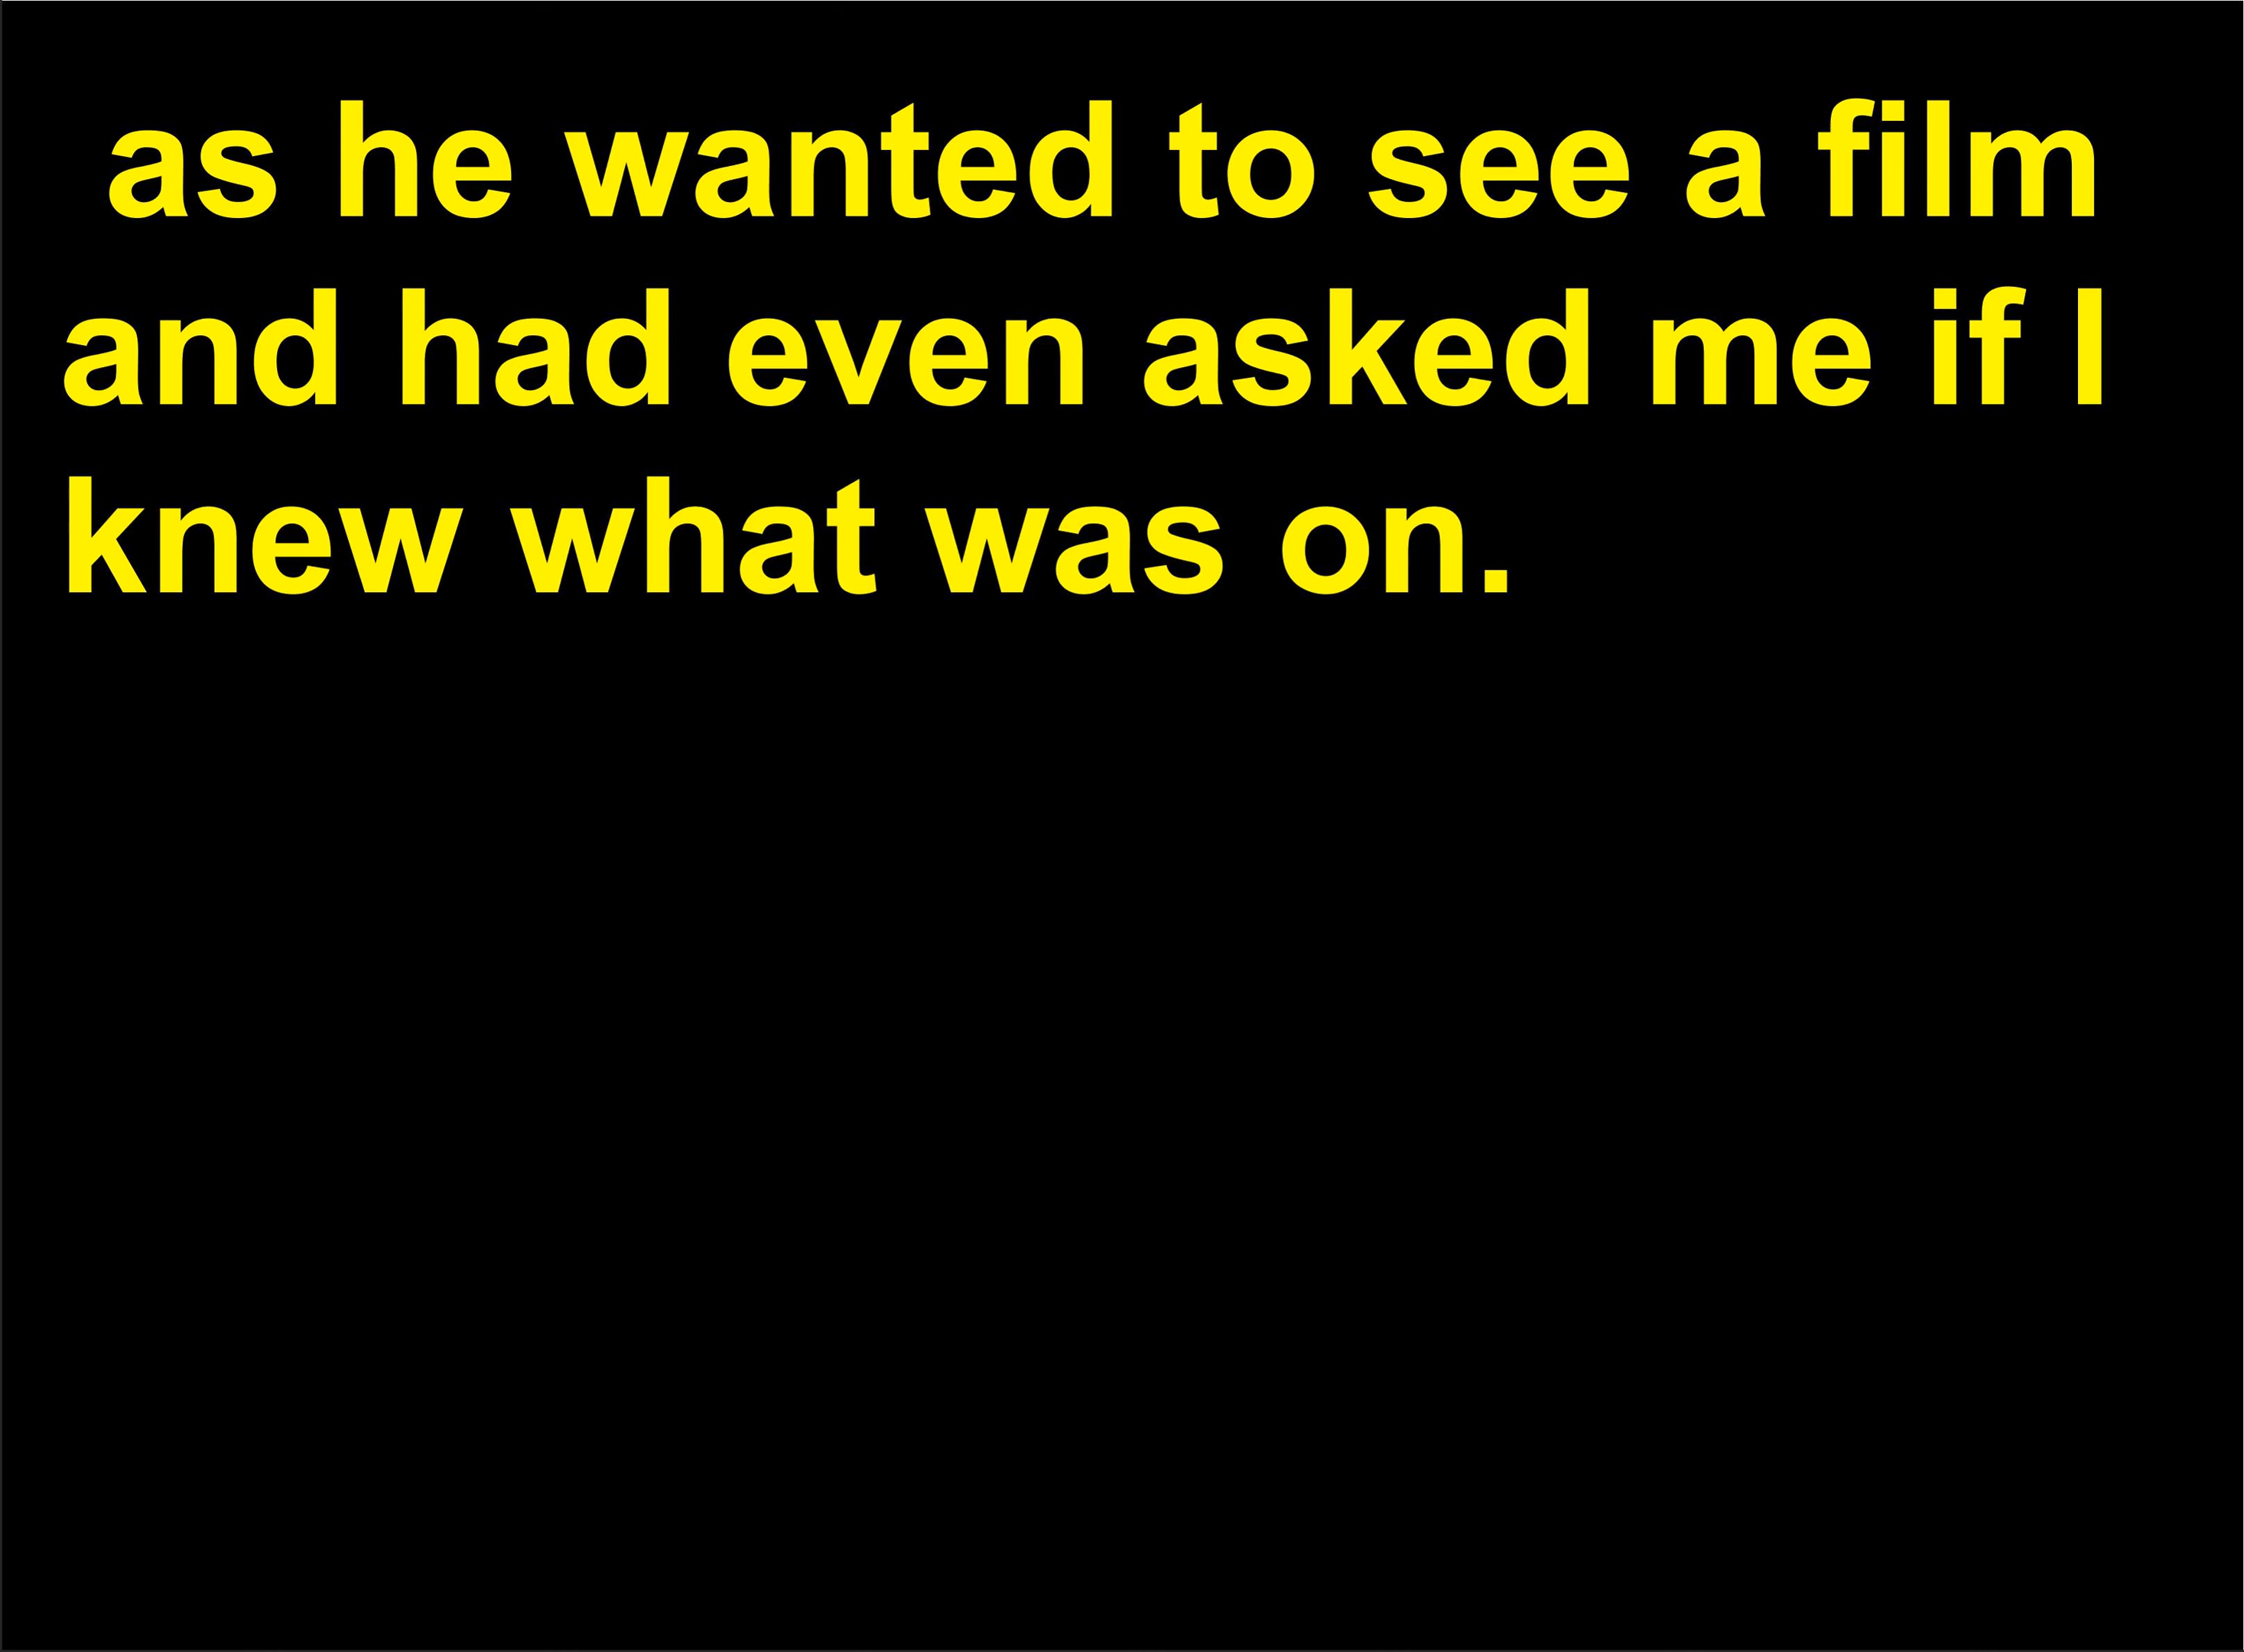 as he wanted to see a film
and had even asked me if I
knew what was on.